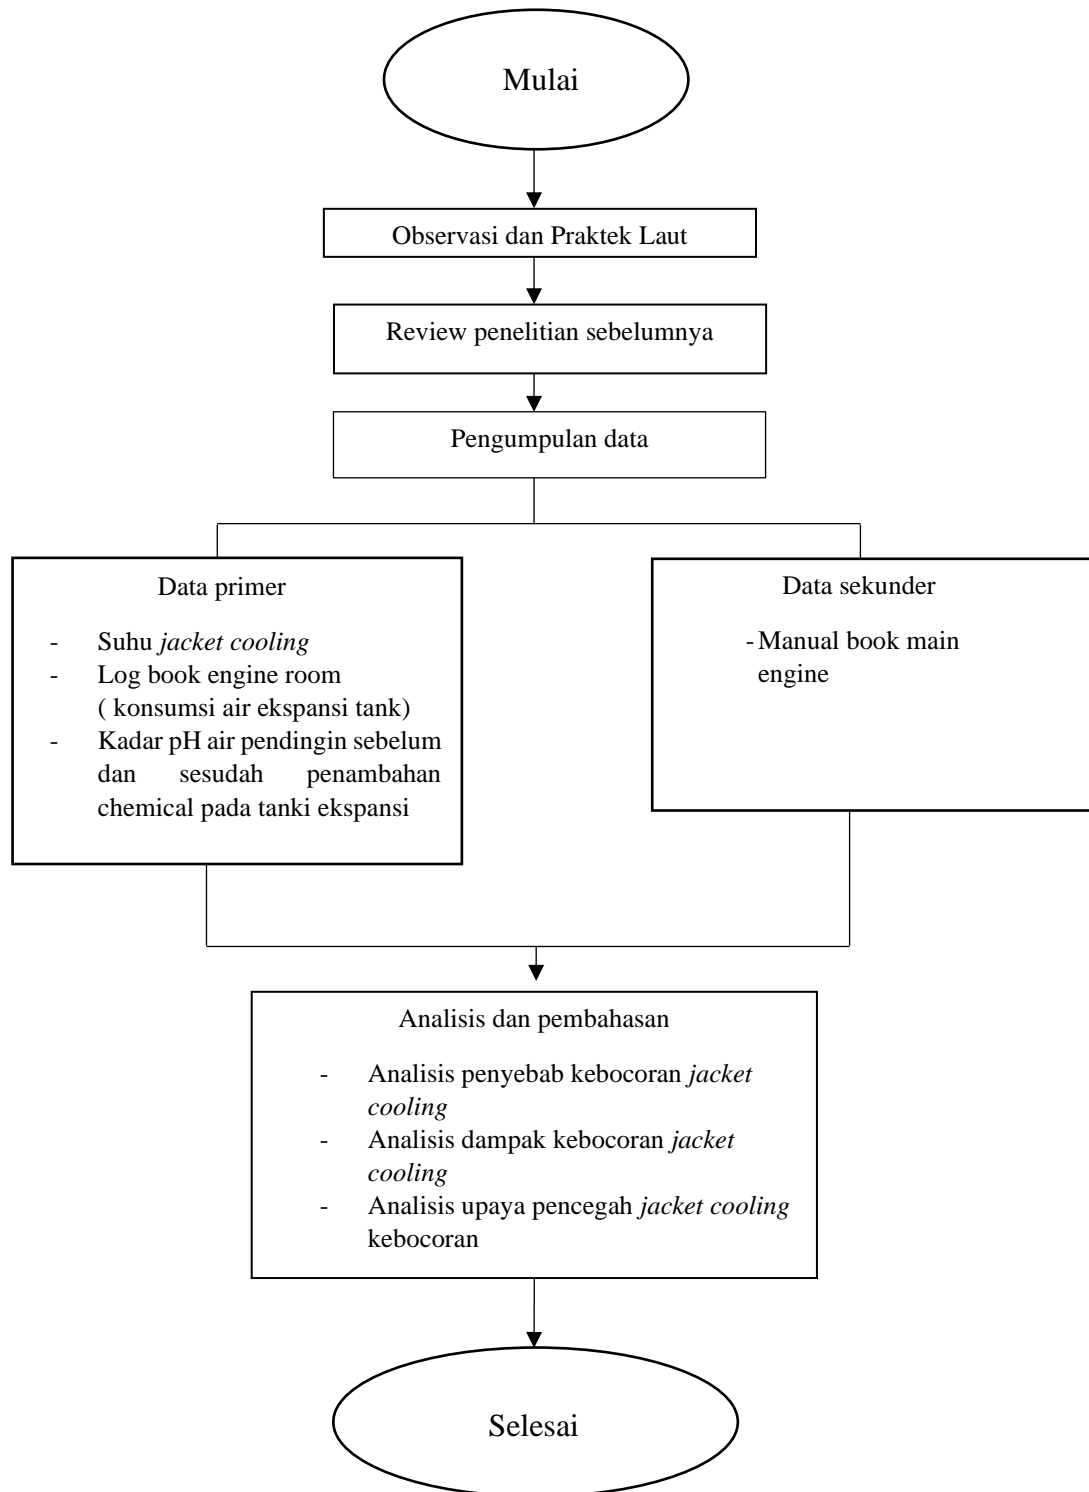 Mulai
Observasi dan Praktek Laut
Review penelitian sebelumnya
Pengumpulan data
Data primer
- Suhu jacket cooling
- Log book engine room
( konsumsi air ekspansi tank)
- Kadar pH air pendingin sebelum
dan sesudah penambahan
chemical pada tanki ekspansi
Data sekunder
- Manual book main
engine
Analisis dan pembahasan
- Analisis penyebab kebocoran jacket
cooling
- Analisis dampak kebocoran jacket
cooling
- Analisis upaya pencegah jacket cooling
kebocoran
Selesai